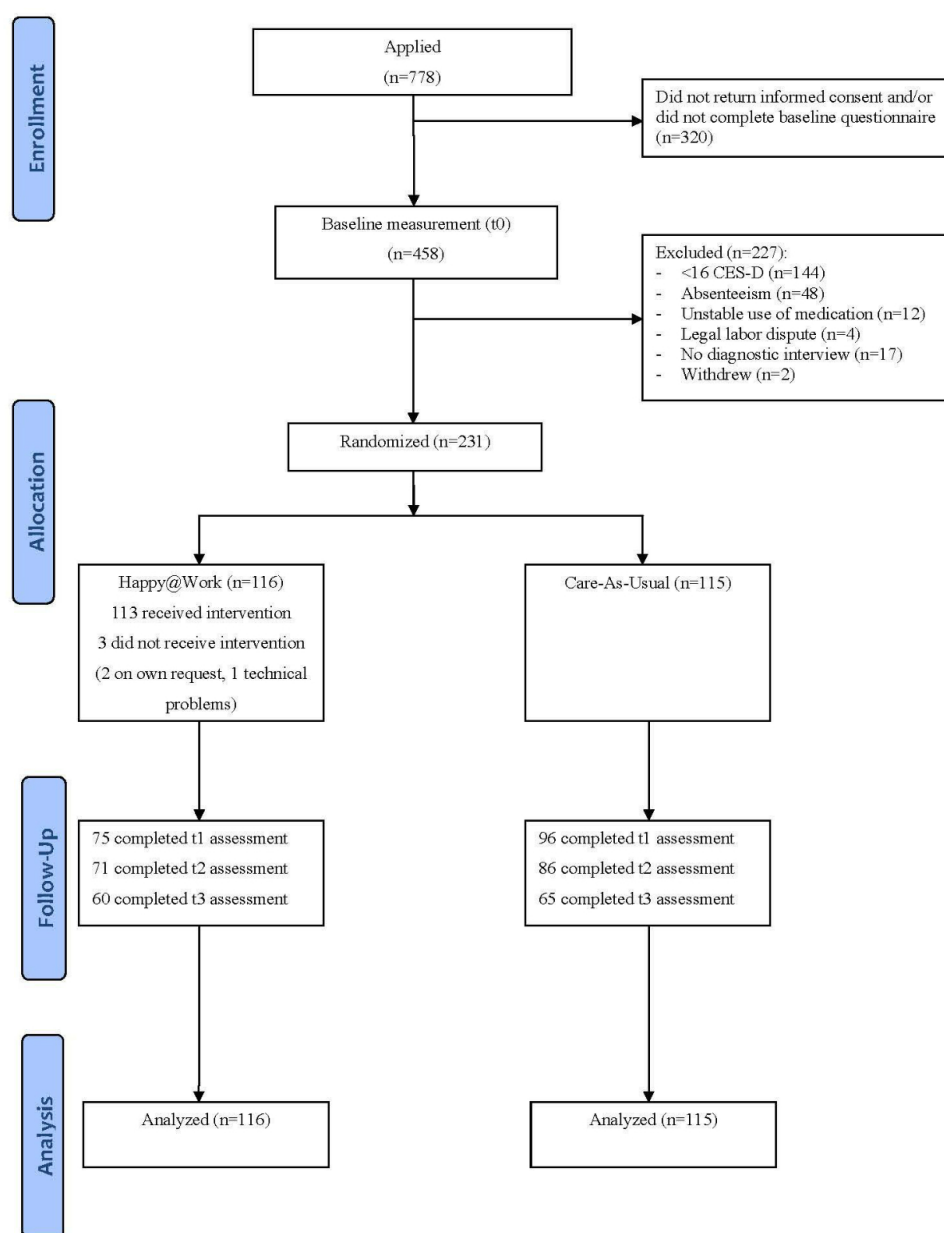 Enrollment
Applied
(n=778)
Did not return informed consent and/or
did not complete baseline questionnaire
(n=320)
Baseline measurement (t0)
(n=458)
Excluded (n=227):
- <16 CES-D (n=144)
- Absenteeism (n=48)
- Unstable use of medication (n=12)
- Legal labor dispute (n=4)
- No diagnostic interview (n=17)
- Withdrew (n=2)
Allocation
Randomized (n=231)
Happy@Work (n=116)
113 received intervention
3 did not receive intervention
(2 on own request, 1 technical
problems)
Care-As-Usual (n=115)
Follow-Up
75 completed t1 assessment
71 completed t2 assessment
60 completed t3 assessment
96 completed t1 assessment
86 completed t2 assessment
65 completed t3 assessment
Analysis
Analyzed (n=116)
Analyzed (n=115)